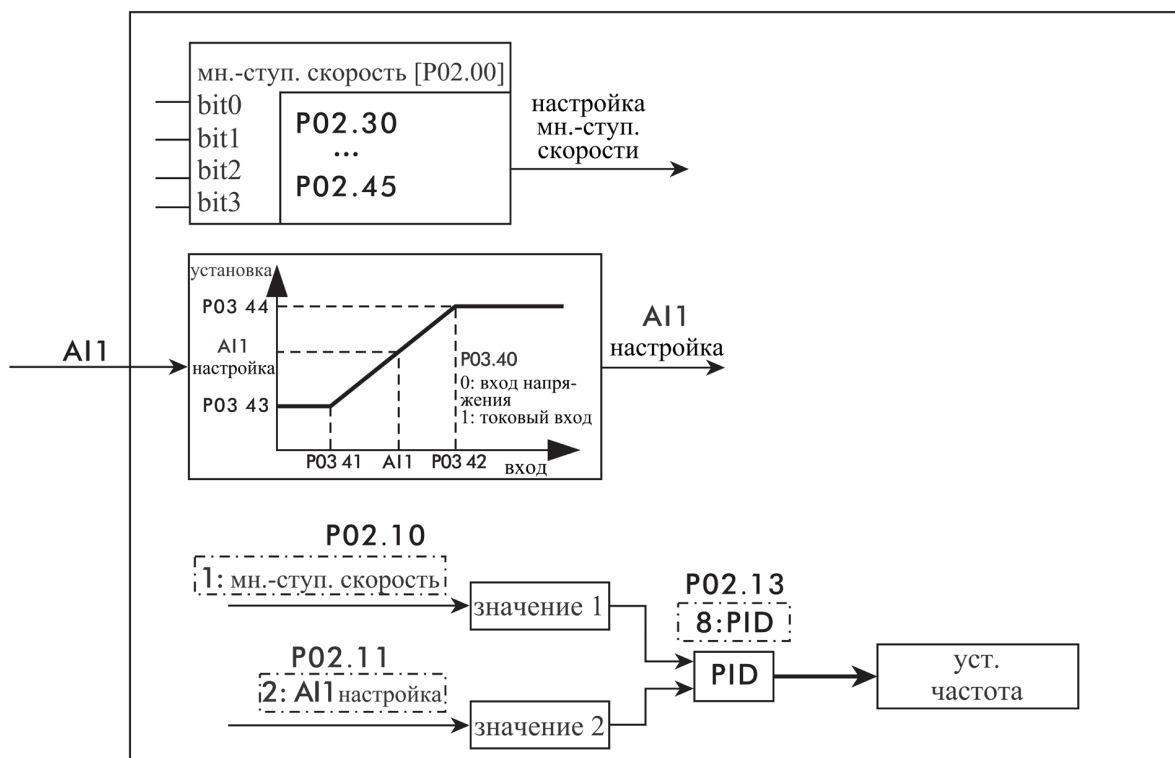 мн.-ступ. скорость [P02.00]
bit0
bit1
bit2
bit3
P02.30
...
P02.45
настройка
мн.-ступ.
скорости
AI1
установка
P03 44
AI1
настройка
P03 43
P03.40
0: вход напря-
жения
1: токовый вход
P03 41 AI1 P03 42
вход
AI1
настройка
P02.10
1: мн.-ступ. скорость
значение 1
P02.11
2: AI1 настройка
значение 2
P02.13
8:PID
PID
уст.
частота